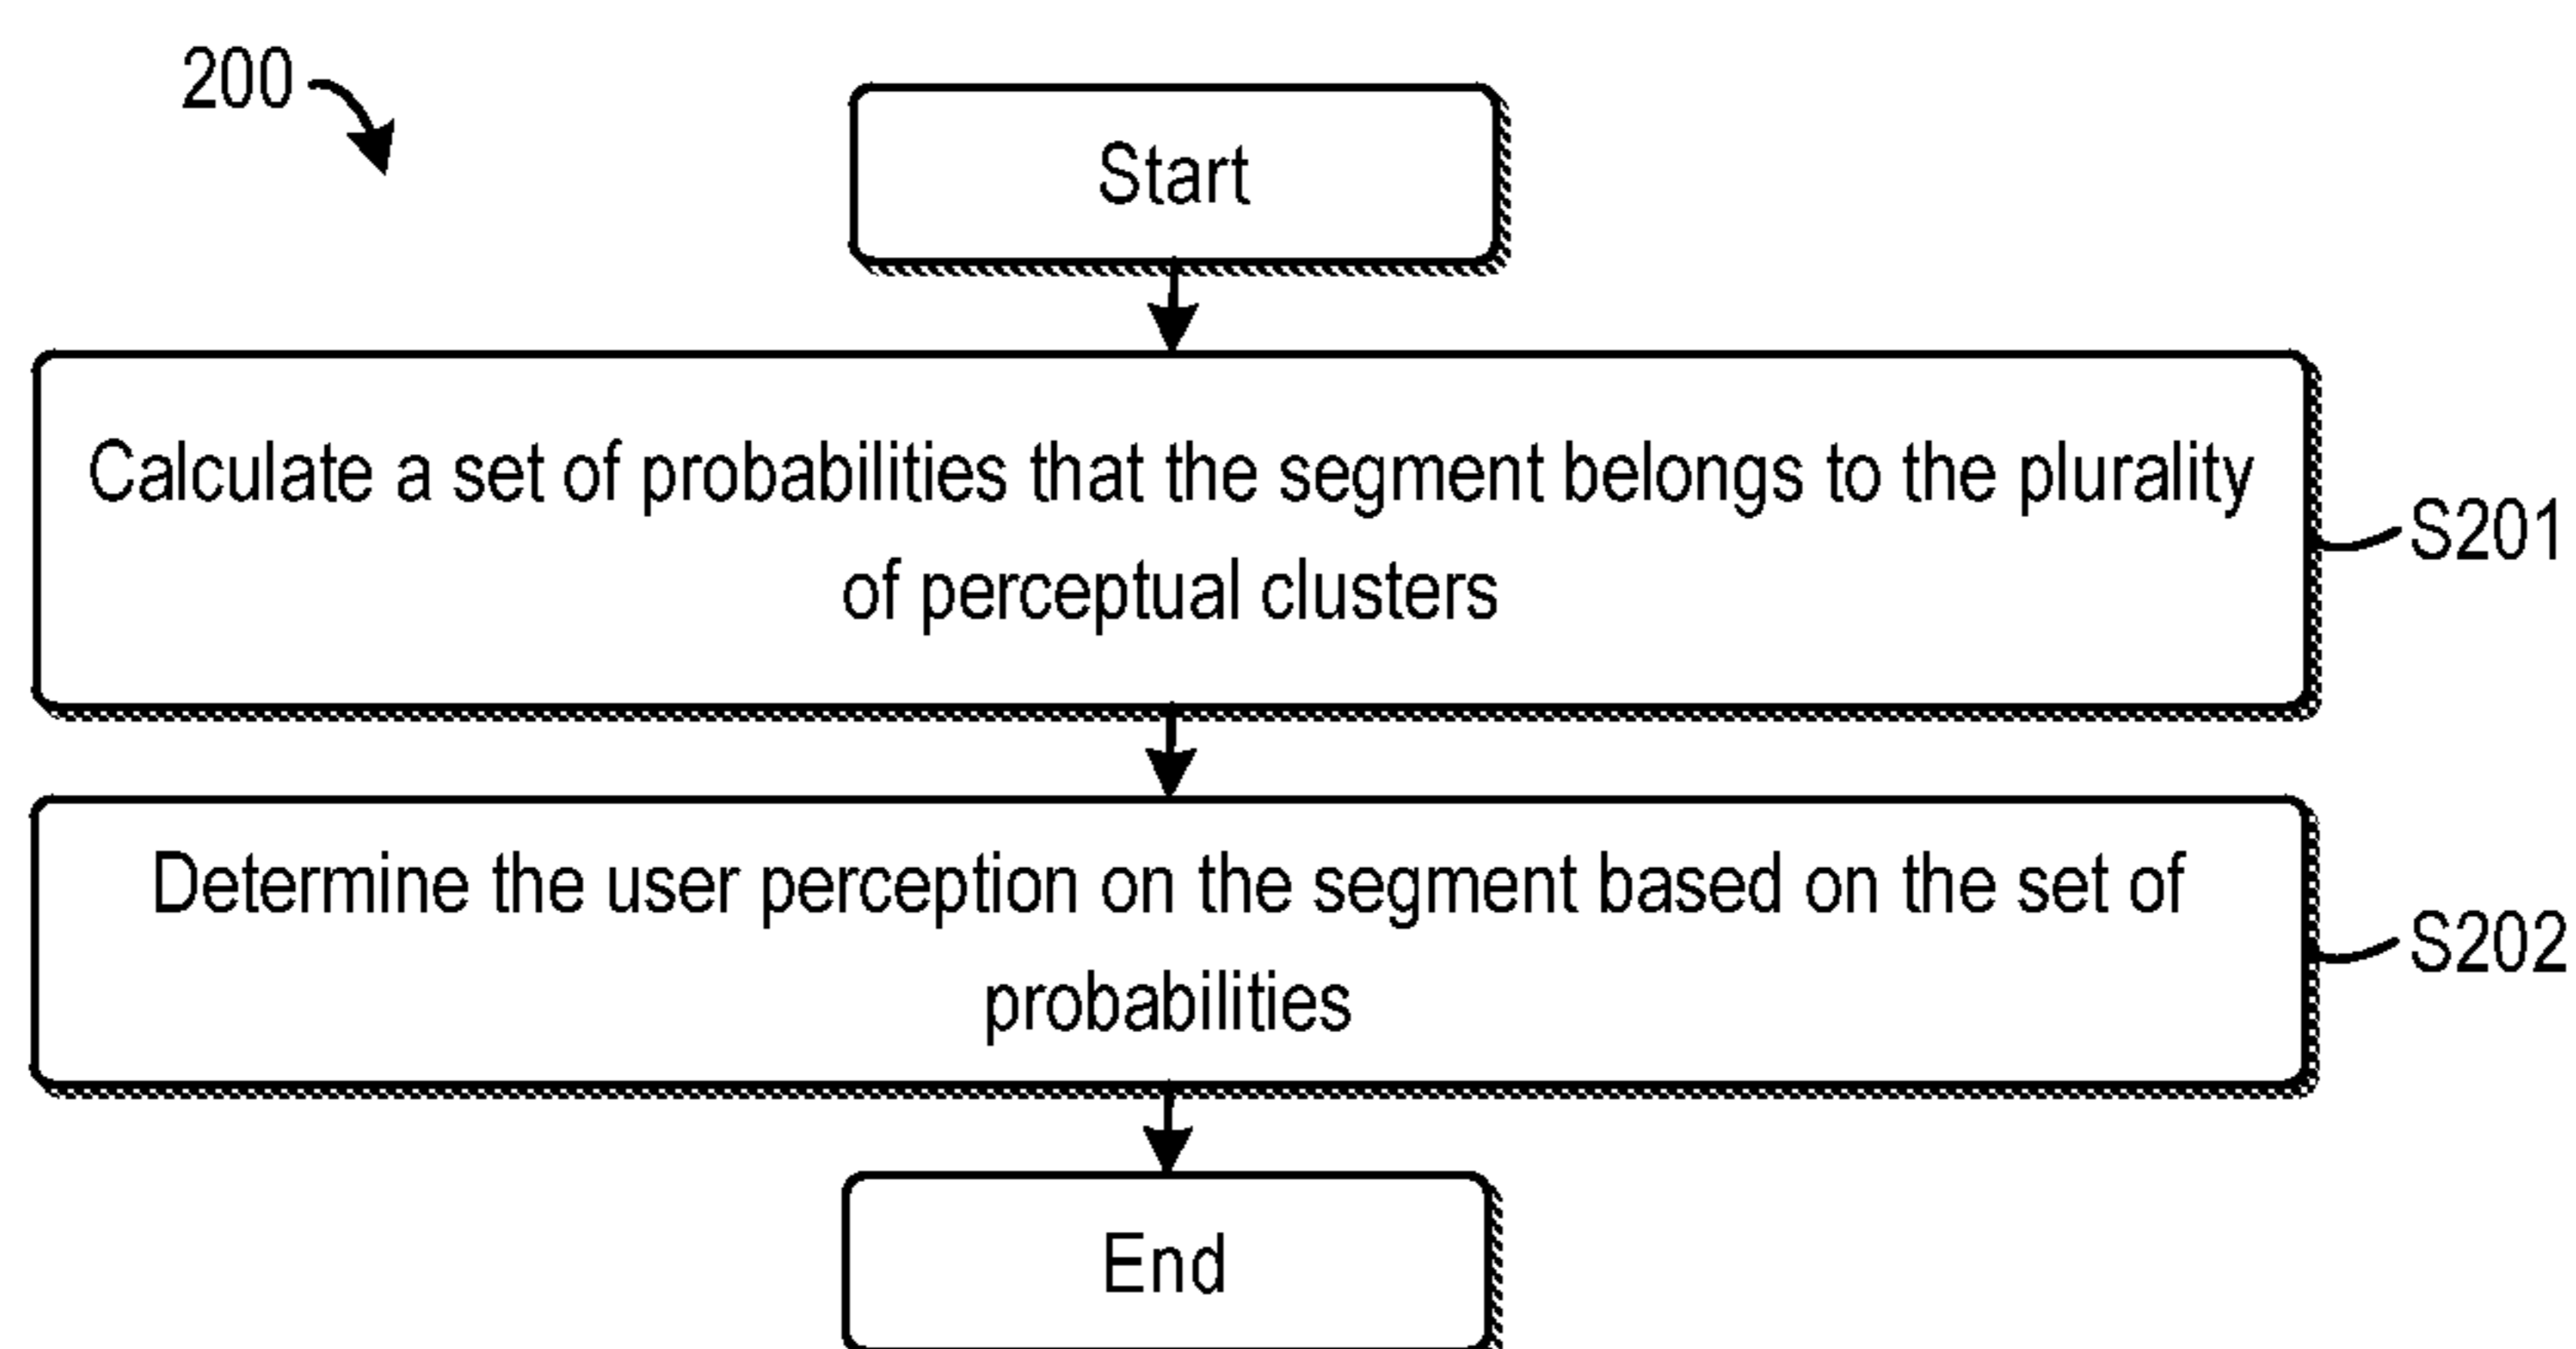 200
Start
Calculate a set of probabilities that the segment belongs to the plurality
of perceptual clusters
S201
Determine the user perception on the segment based on the set of
probabilities
S202
End